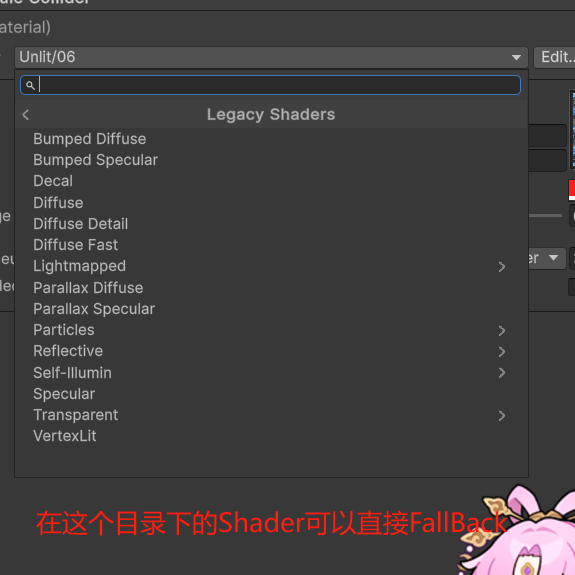 aterial)
Unlit/06
Edit..
Legacy Shaders
Bumped Diffuse
Bumped Specular
Decal
Diffuse
Diffuse Detail
Diffuse Fast
Lightmapped
Parallax Diffuse
Parallax Specular
Particles
Reflective
Self-Illumin
Specular
Transparent
VertexLit
在这个目录下的Shader可以直接FallBack